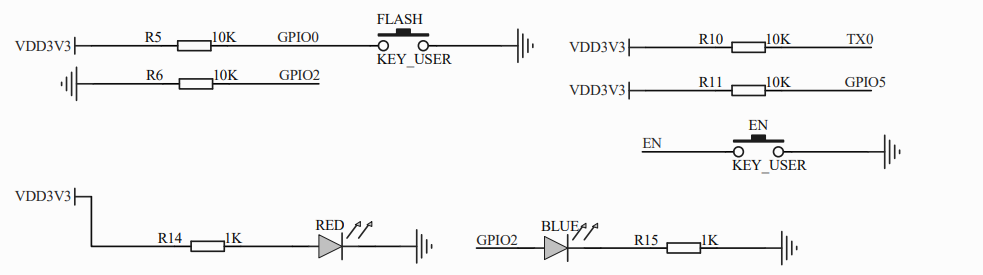 FLASH
VDD3V3 R5 10K GPIO0 KEY_USER
R6 10K GPIO2
VDD3V3 R10 10K TX0
VDD3V3 R11 10K GPIO5
EN
EN KEY_USER
VDD3V3
R14 1K RED
GPIO2 BLUE R15 1K